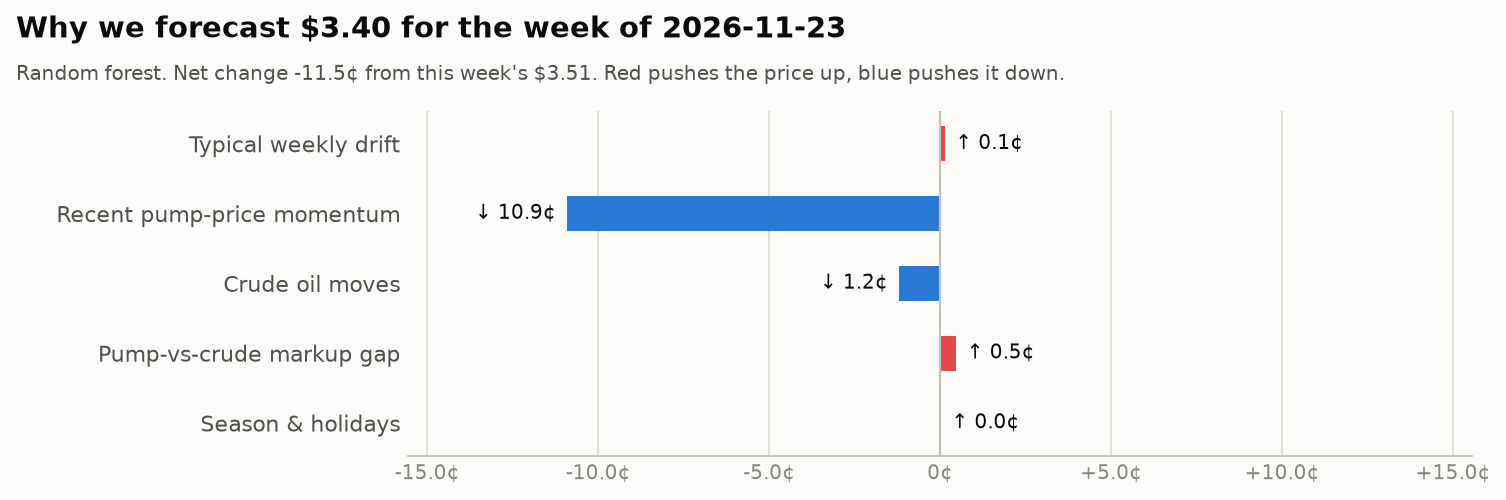 Why we forecast $3.40 for the week of 2026-11-23
Random forest. Net change -11.5¢ from this week's $3.51. Red pushes the price up, blue pushes it down.
Typical weekly drift
↑ 0.1¢
Recent pump-price momentum
↓ 10.9¢
Crude oil moves
↓ 1.2¢
Pump-vs-crude markup gap
↑ 0.5¢
Season & holidays
↑ 0.0¢
-15.0¢ -10.0¢ -5.0¢ 0¢ +5.0¢ +10.0¢ +15.0¢